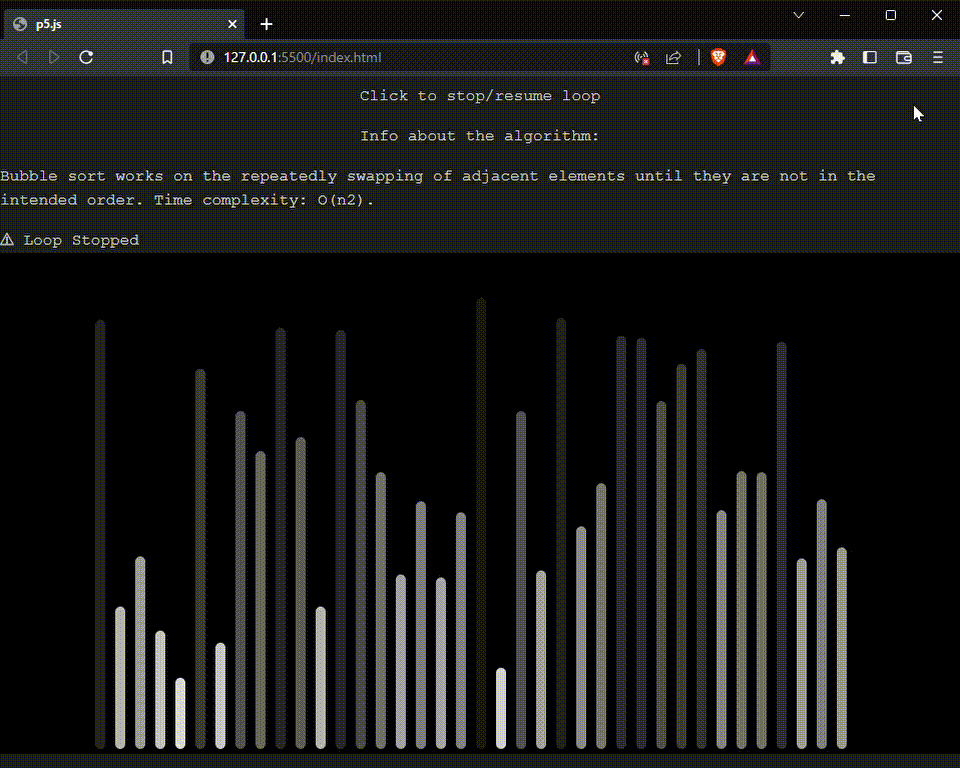 p5.js
127.0.0.1:5500/index.html
Click to stop/resume loop
Info about the algorithm:
Bubble sort works on the repeatedly swapping of adjacent elements until they are not in the
intended order. Time complexity: O(n2).
⚠ Loop Stopped